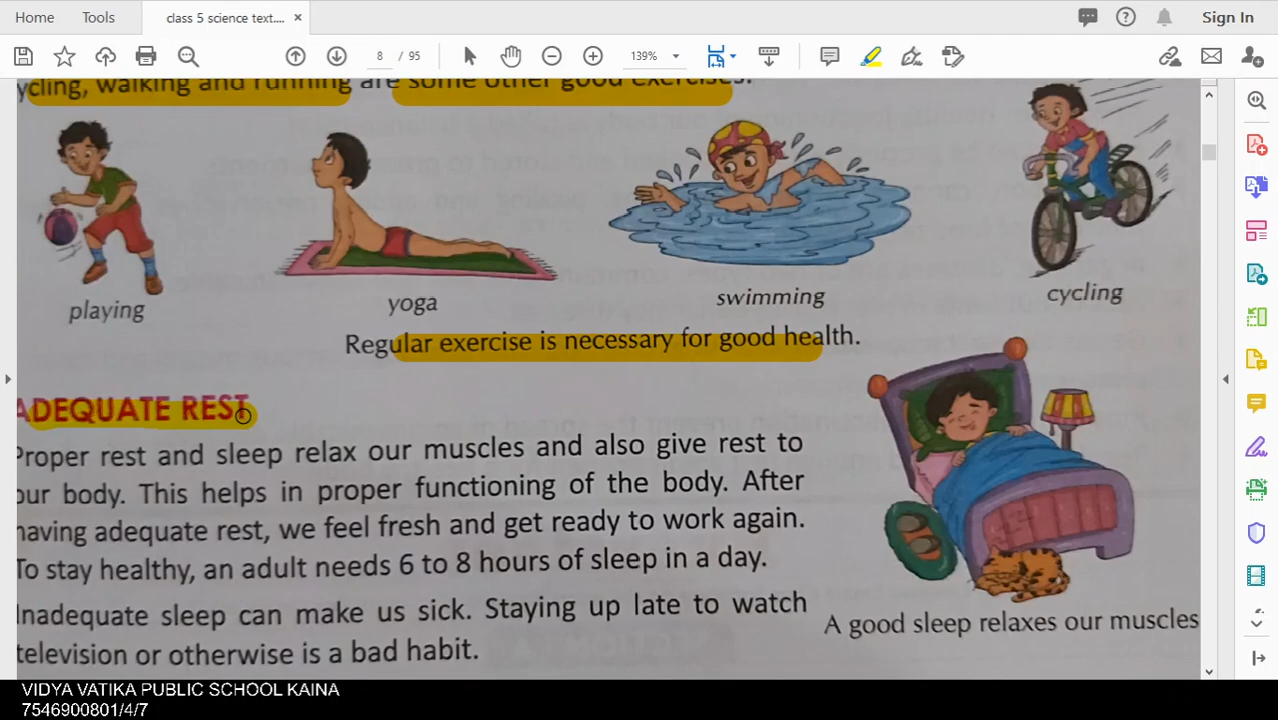 Home Tools class 5 science text.... × Sign In
8 / 95 139%
ycling, walking and running are some other good exercises.
playing
yoga
swimming
cycling
Regular exercise is necessary for good health.
ADEQUATE REST
Proper rest and sleep relax our muscles and also give rest to
our body. This helps in proper functioning of the body. After
having adequate rest, we feel fresh and get ready to work again.
To stay healthy, an adult needs 6 to 8 hours of sleep in a day.
Inadequate sleep can make us sick. Staying up late to watch
television or otherwise is a bad habit.
A good sleep relaxes our muscles
VIDYA VATIKA PUBLIC SCHOOL KAINA
7546900801/4/7